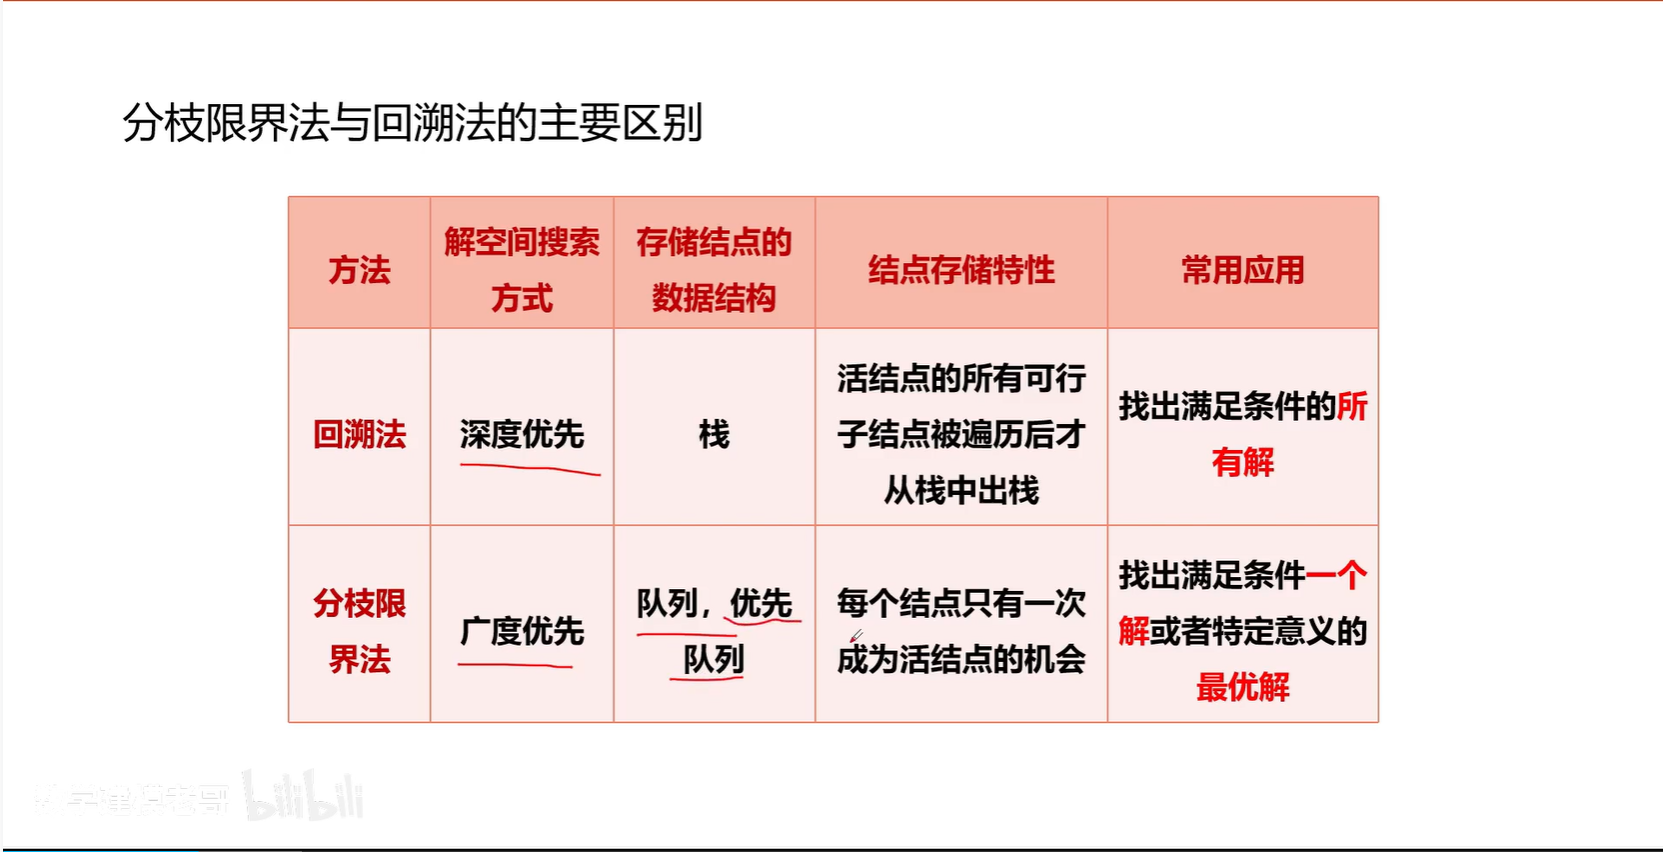 分枝限界法与回溯法的主要区别
方法
解空间搜索
方式
存储结点的
数据结构
结点存储特性
常用应用
回溯法
深度优先
栈
活结点的所有可行
子结点被遍历后才
从栈中出栈
找出满足条件的所
有解
分枝限
界法
广度优先
队列，优先
队列
每个结点只有一次
成为活结点的机会
找出满足条件一个
解或者特定意义的
最优解
数学建模老哥 bilibili